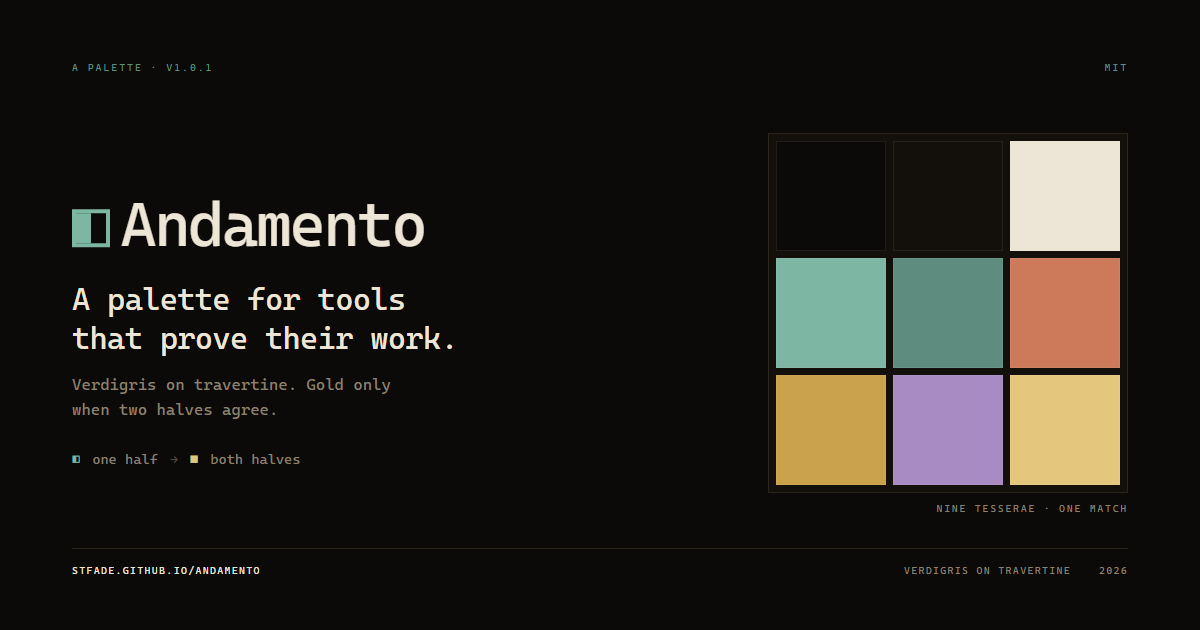 A PALETTE · V1.0.1
MIT
Andamento
A palette for tools
that prove their work.
Verdigris on travertine. Gold only
when two halves agree.
one half → both halves
NINE TESSERAE · ONE MATCH
STFADE.GITHUB.IO/ANDAMENTO
VERDIGRIS ON TRAVERTINE 2026